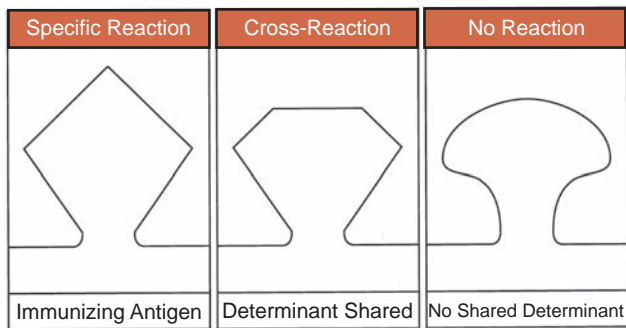 Specific Reaction
Cross-Reaction
No Reaction
Immunizing Antigen
Determinant Shared
No Shared Determinant